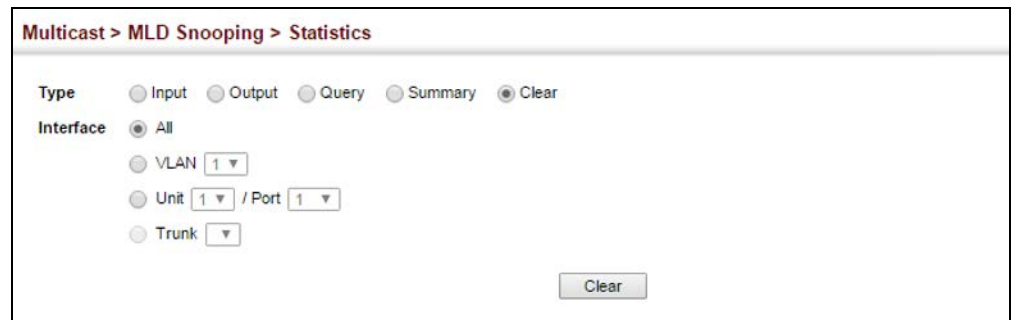 Multicast > MLD Snooping > Statistics
Type Input Output Query Summary Clear
Interface All
VLAN 1
Unit 1 / Port 1
Trunk
Clear